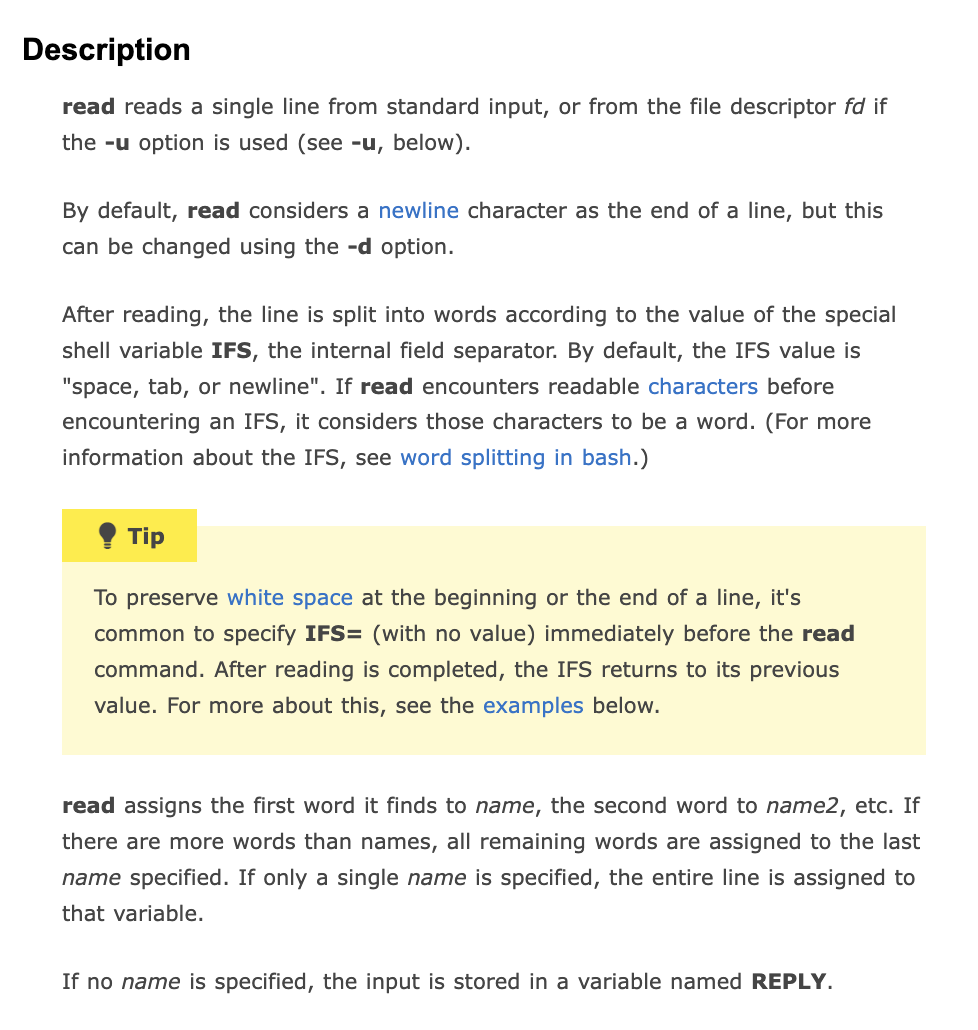 Description
read reads a single line from standard input, or from the file descriptor fd if
the -u option is used (see -u, below).
By default, read considers a newline character as the end of a line, but this
can be changed using the -d option.
After reading, the line is split into words according to the value of the special
shell variable IFS, the internal field separator. By default, the IFS value is
"space, tab, or newline". If read encounters readable characters before
encountering an IFS, it considers those characters to be a word. (For more
information about the IFS, see word splitting in bash.)
Tip
To preserve white space at the beginning or the end of a line, it's
common to specify IFS= (with no value) immediately before the read
command. After reading is completed, the IFS returns to its previous
value. For more about this, see the examples below.
read assigns the first word it finds to name, the second word to name2, etc. If
there are more words than names, all remaining words are assigned to the last
name specified. If only a single name is specified, the entire line is assigned to
that variable.
If no name is specified, the input is stored in a variable named REPLY.